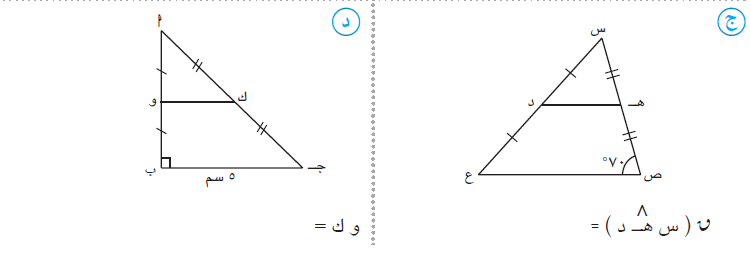 ج
س
د
هـ
°٧٠
ع
ص
ن ( س هـ د ) =
د
أ
و
ك
ب
جـ
٥ سم
و ك =